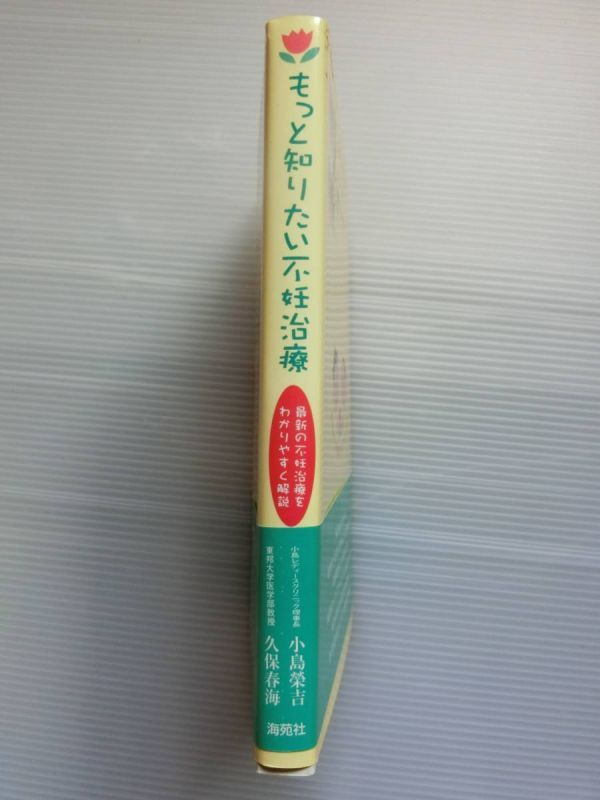 もっと知りたい不妊治療
最新の不妊治療を
わかりやすく解説
小島レディースクリニック理事長
小島榮吉
東邦大学医学部教授
久保春海
海苑社